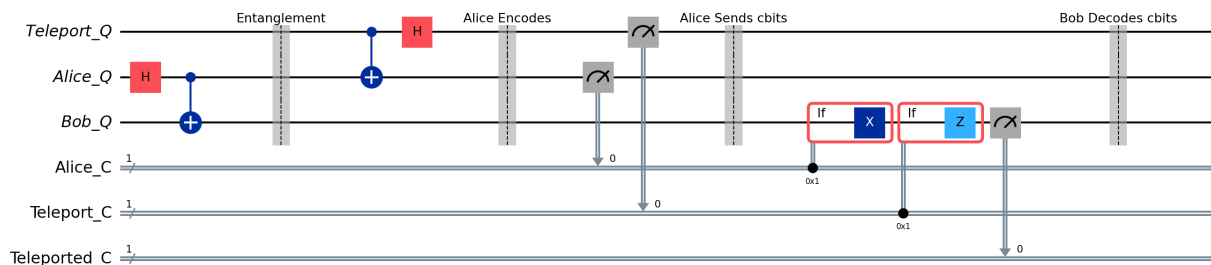 Entanglement Alice Encodes Alice Sends cbits Bob Decodes cbits
Teleport_Q H
Alice_Q H
Bob_Q If X If Z
Alice_C 1 0 0x1
Teleport_C 1 0 0x1
Teleported_C 1 0